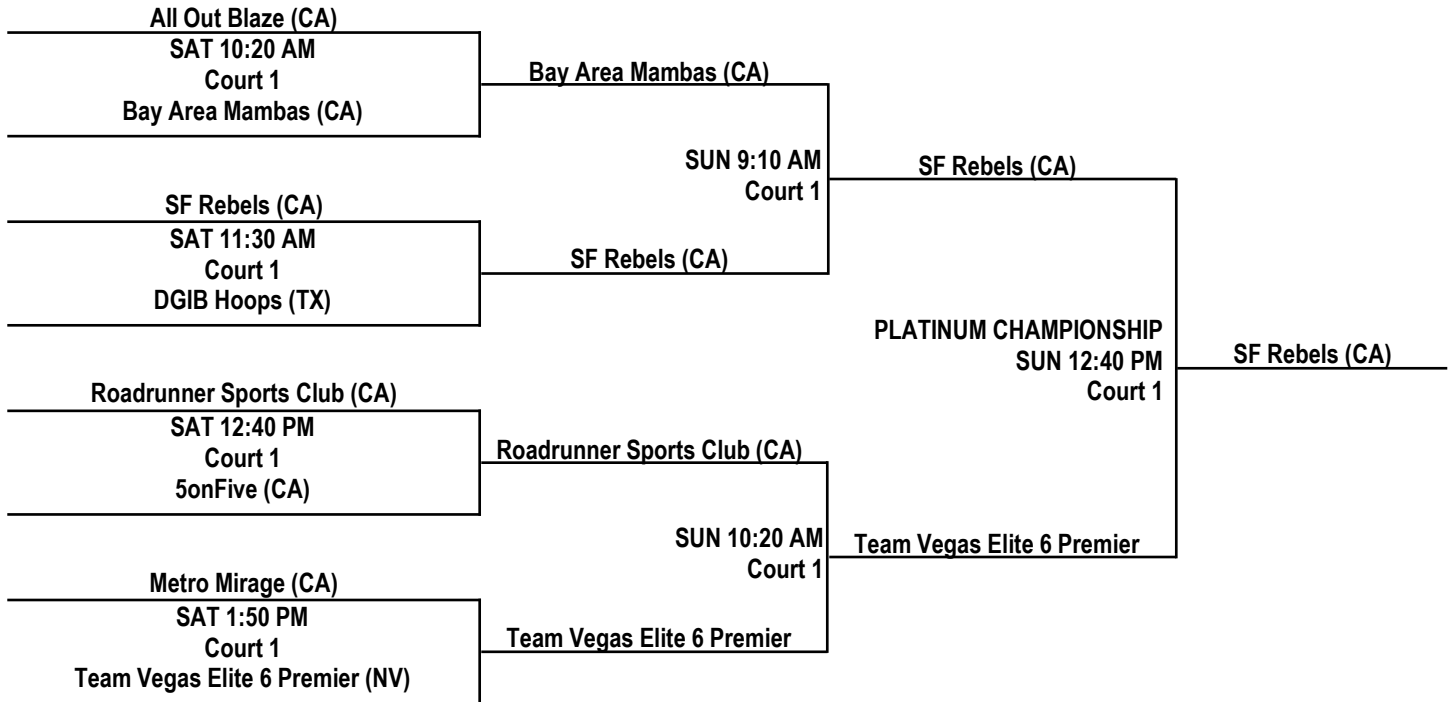 All Out Blaze (CA)
SAT 10:20 AM
Court 1
Bay Area Mambas (CA)
SF Rebels (CA)
SAT 11:30 AM
Court 1
DGIB Hoops (TX)
Roadrunner Sports Club (CA)
SAT 12:40 PM
Court 1
5onFive (CA)
Metro Mirage (CA)
SAT 1:50 PM
Court 1
Team Vegas Elite 6 Premier (NV)
Bay Area Mambas (CA)
SUN 9:10 AM
Court 1
SF Rebels (CA)
Roadrunner Sports Club (CA)
SUN 10:20 AM
Court 1
Team Vegas Elite 6 Premier
SF Rebels (CA)
PLATINUM CHAMPIONSHIP
SUN 12:40 PM
Court 1
Team Vegas Elite 6 Premier
SF Rebels (CA)